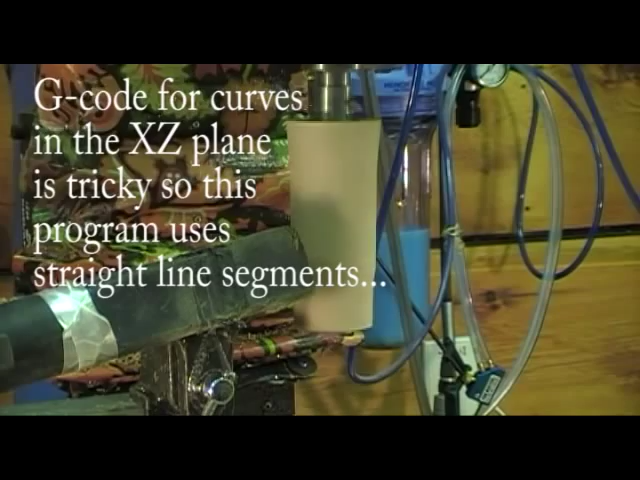 G-code for curves
in the XZ plane
is tricky so this
program uses
straight line segments...